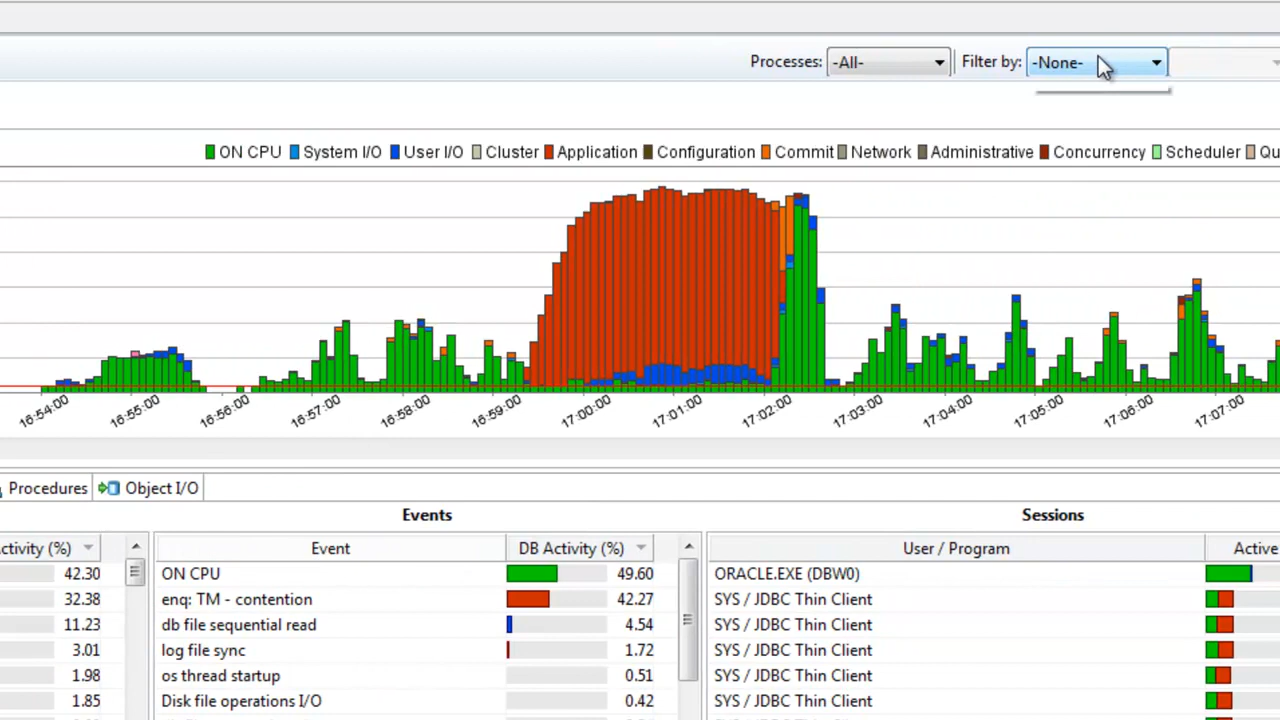 Processes: -All- Filter by: -None-
ON CPU System I/O User I/O Cluster Application Configuration Commit Network Administrative Concurrency Scheduler Qu
16:54:00 16:55:00 16:56:00 16:57:00 16:58:00 16:59:00 17:00:00 17:01:00 17:02:00 17:03:00 17:04:00 17:05:00 17:06:00 17:07:00
Procedures Object I/O
Events Sessions
ctivity (%) Event DB Activity (%) User / Program Active
42.30 ON CPU 49.60 ORACLE.EXE (DBW0)
32.38 enq: TM - contention 42.27 SYS / JDBC Thin Client
11.23 db file sequential read 4.54 SYS / JDBC Thin Client
3.01 log file sync 1.72 SYS / JDBC Thin Client
1.98 os thread startup 0.51 SYS / JDBC Thin Client
1.85 Disk file operations I/O 0.42 SYS / JDBC Thin Client